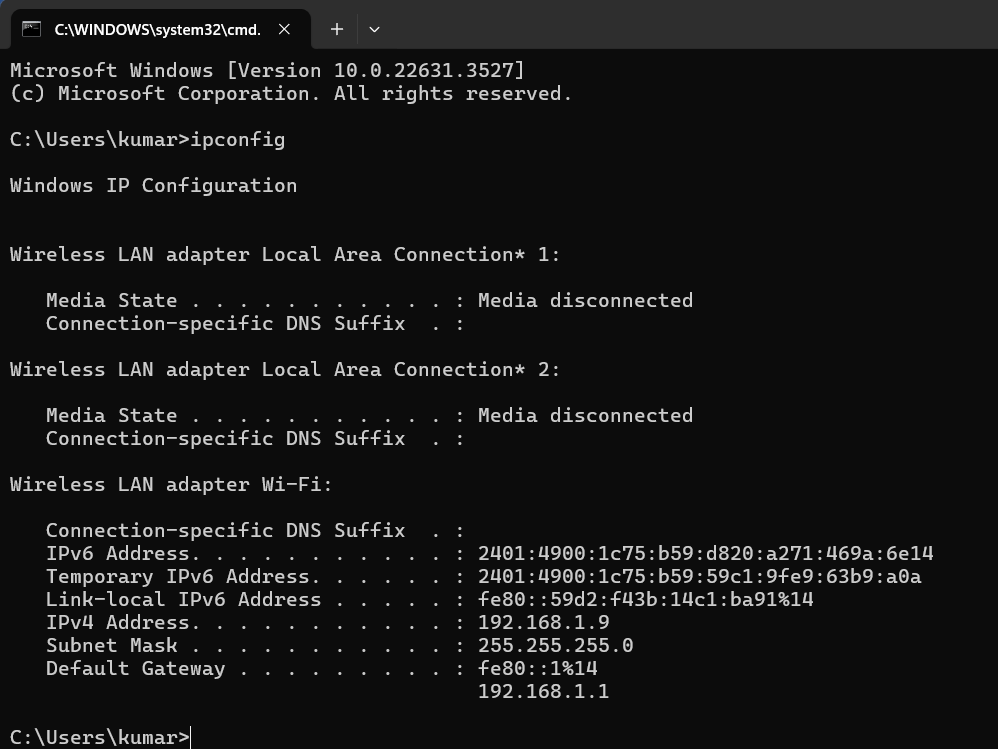 C:\WINDOWS\system32\cmd.
Microsoft Windows [Version 10.0.22631.3527]
(c) Microsoft Corporation. All rights reserved.
C:\Users\kumar>ipconfig
Windows IP Configuration
Wireless LAN adapter Local Area Connection* 1:
   Media State . . . . . . . . . . . : Media disconnected
   Connection-specific DNS Suffix  . :
Wireless LAN adapter Local Area Connection* 2:
   Media State . . . . . . . . . . . : Media disconnected
   Connection-specific DNS Suffix  . :
Wireless LAN adapter Wi-Fi:
   Connection-specific DNS Suffix  . :
   IPv6 Address. . . . . . . . . . . : 2401:4900:1c75:b59:d820:a271:469a:6e14
   Temporary IPv6 Address. . . . . . : 2401:4900:1c75:b59:59c1:9fe9:63b9:a0a
   Link-local IPv6 Address . . . . . : fe80::59d2:f43b:14c1:ba91%14
   IPv4 Address. . . . . . . . . . . : 192.168.1.9
   Subnet Mask . . . . . . . . . . . : 255.255.255.0
   Default Gateway . . . . . . . . . : fe80::1%14
                                       192.168.1.1
C:\Users\kumar>